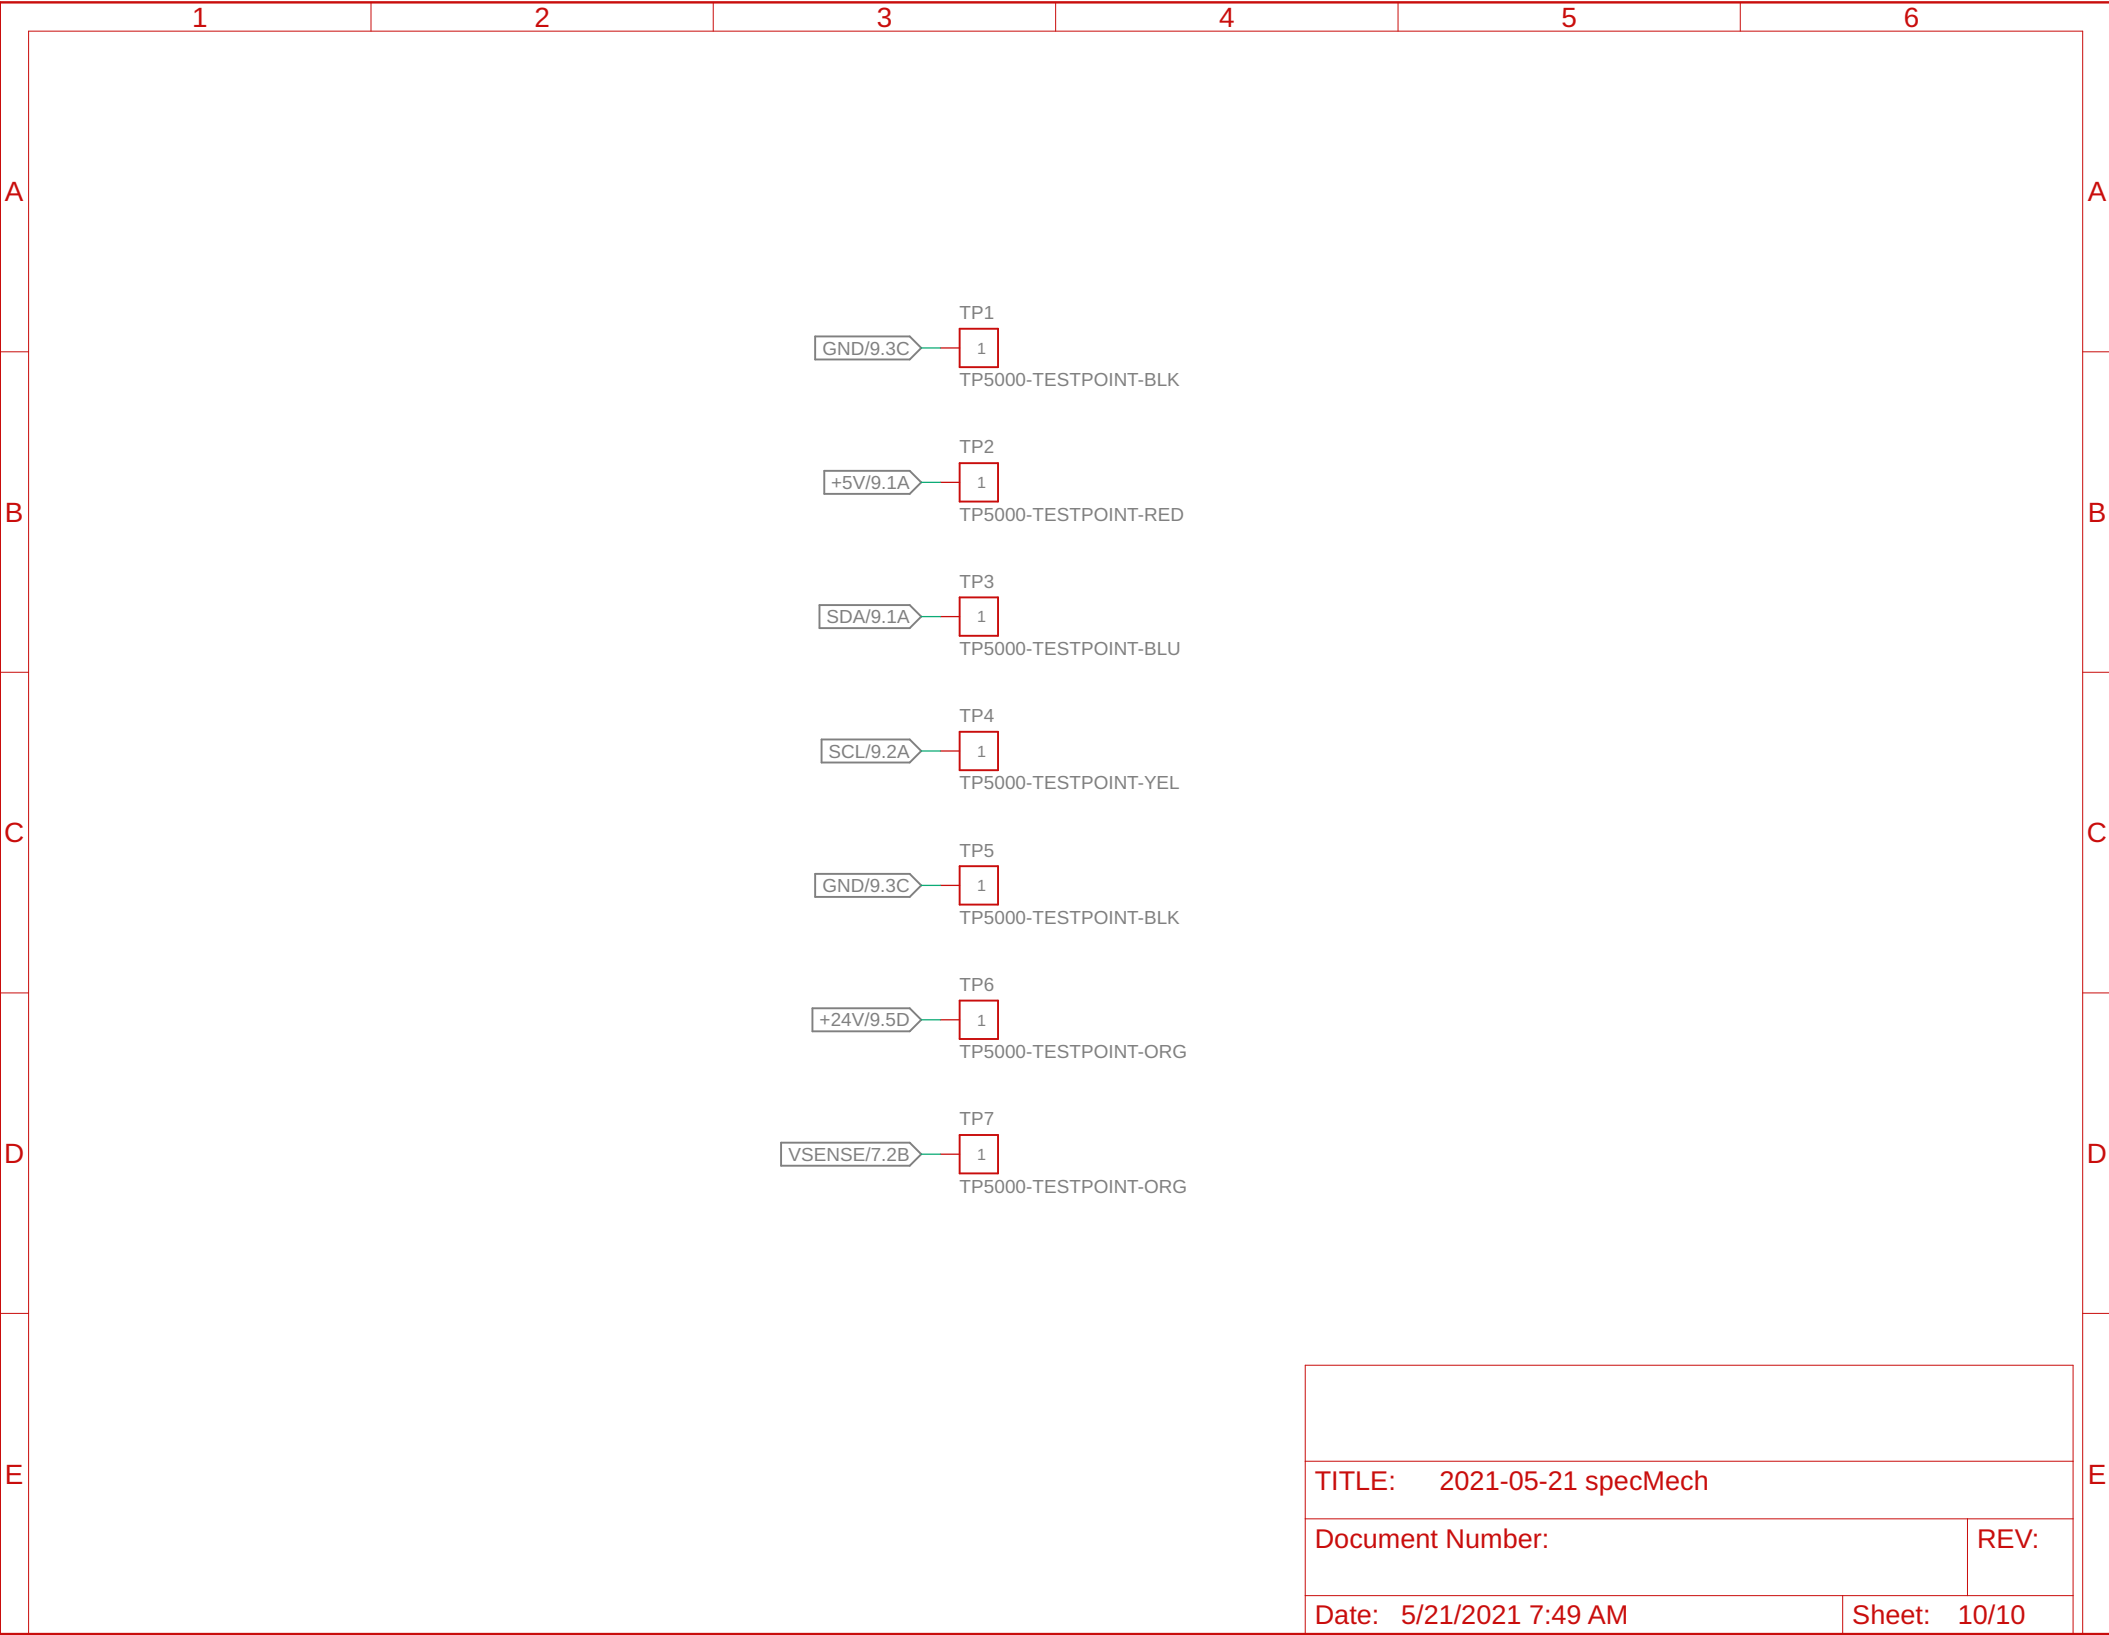 1 2 3 4 5 6
A A
TP1
GND/9.3C 1
TP5000-TESTPOINT-BLK
TP2
+5V/9.1A 1
TP5000-TESTPOINT-RED
B B
TP3
SDA/9.1A 1
TP5000-TESTPOINT-BLU
TP4
SCL/9.2A 1
TP5000-TESTPOINT-YEL
C C
TP5
GND/9.3C 1
TP5000-TESTPOINT-BLK
TP6
+24V/9.5D 1
TP5000-TESTPOINT-ORG
TP7
D VSENSE/7.2B 1 D
TP5000-TESTPOINT-ORG
E E
TITLE: 2021-05-21 specMech
Document Number: REV:
Date: 5/21/2021 7:49 AM Sheet: 10/10